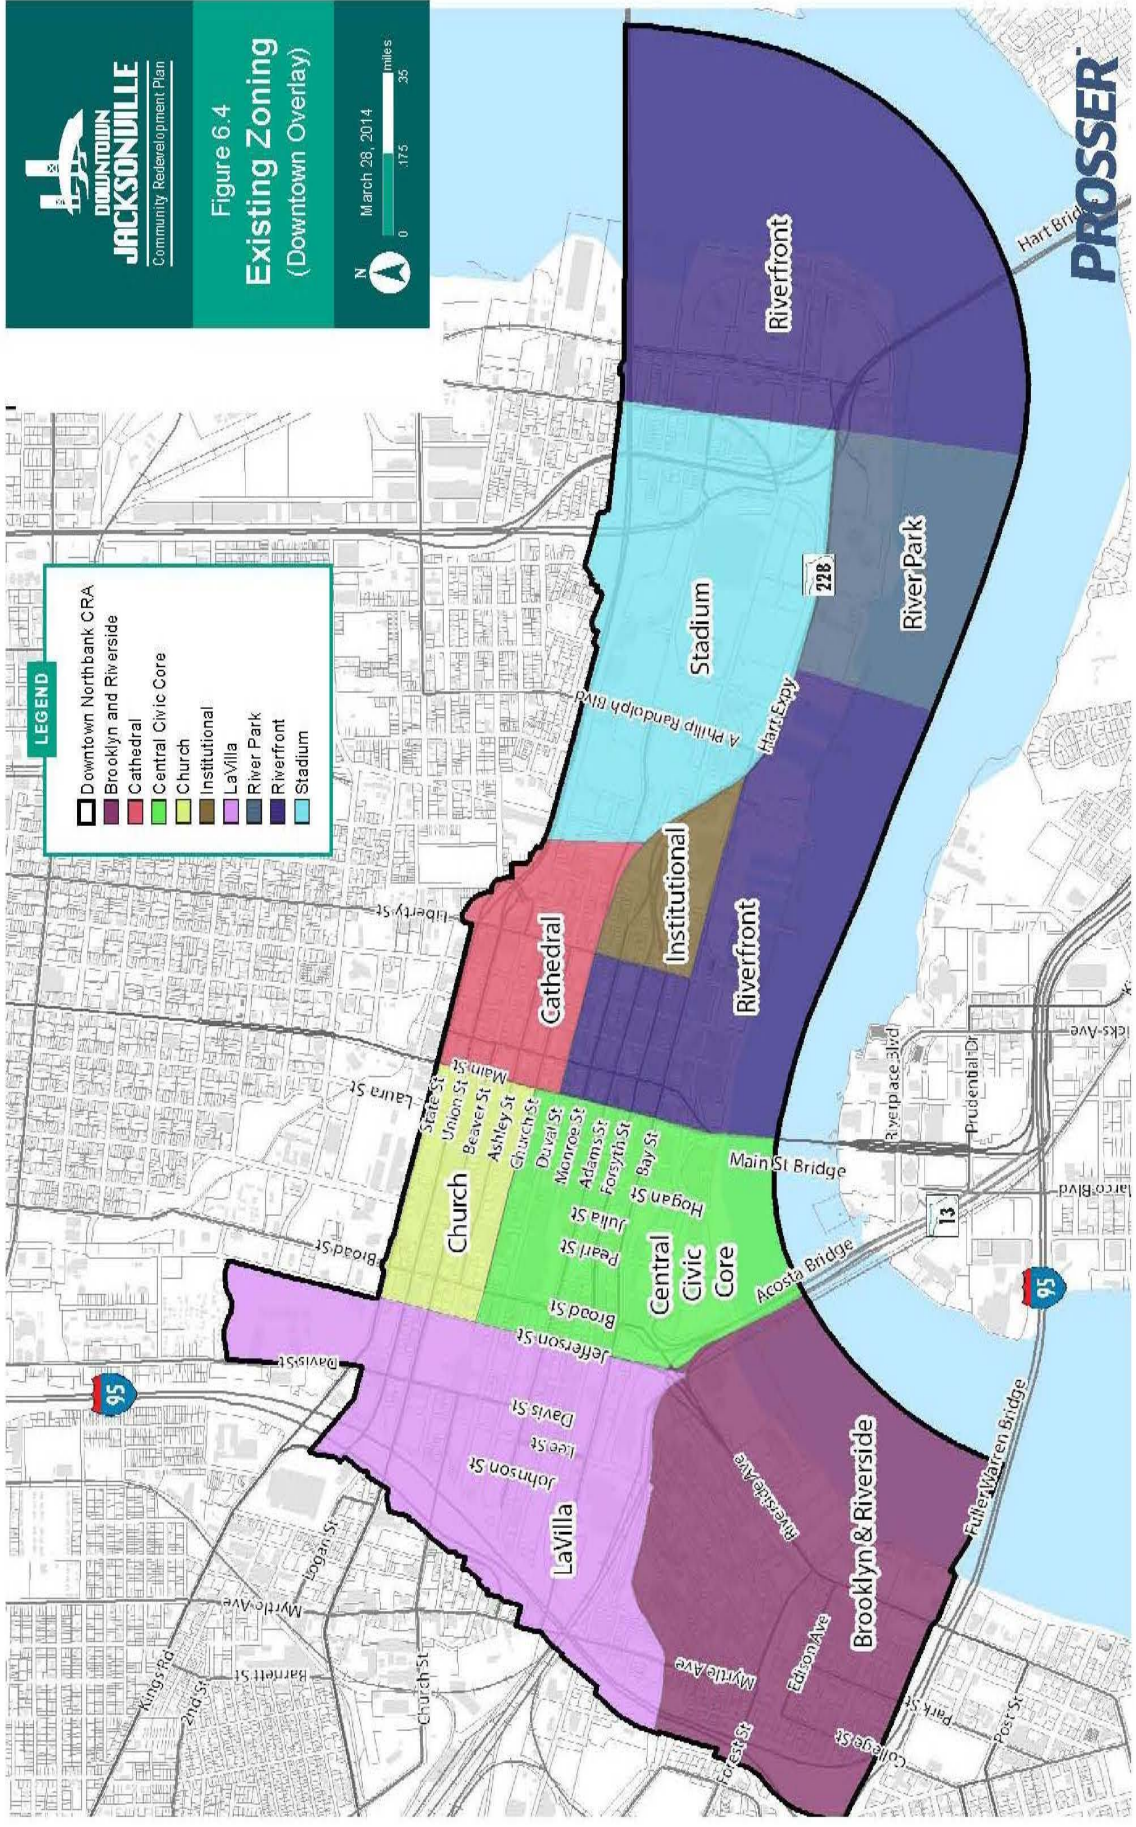 DOWNTOWN
JACKSONVILLE
Community Redevelopment Plan
Figure 6.4
Existing Zoning
(Downtown Overlay)
March 28, 2014
N
0 .175 .35
miles
LEGEND
Downtown Northbank CRA
Brooklyn and Riverside
Cathedral
Central Civic Core
Church
Institutional
LaVilla
River Park
Riverfront
Stadium
95
Kings Rd
2nd St
Barnett St
Myrtle Ave
Logan St
Church St
Davis St
Broad St
Laura St
Liberty St
State St
Union St
Beaver St
Ashley St
Church St
Duval St
Monroe St
Adams St
Forsyth St
Bay St
Main St
Church
Cathedral
Jefferson St
Broad St
Pearl St
Julia St
Hogan St
Davis St
Lee St
Johnson St
LaVilla
Central
Civic
Core
Institutional
Riverfront
A Philip Randolph Blvd
Stadium
Hart Expy
228
River Park
Riverfront
Hart Bridge
Main St Bridge
Acosta Bridge
Riverside Ave
Brooklyn & Riverside
Myrtle Ave
Edison Ave
Forest St
College St
Park St
Post St
Fuller Warren Bridge
95
13
Riverplace Blvd
Prudential Dr
icks Ave
Marco Blvd
PROSSER